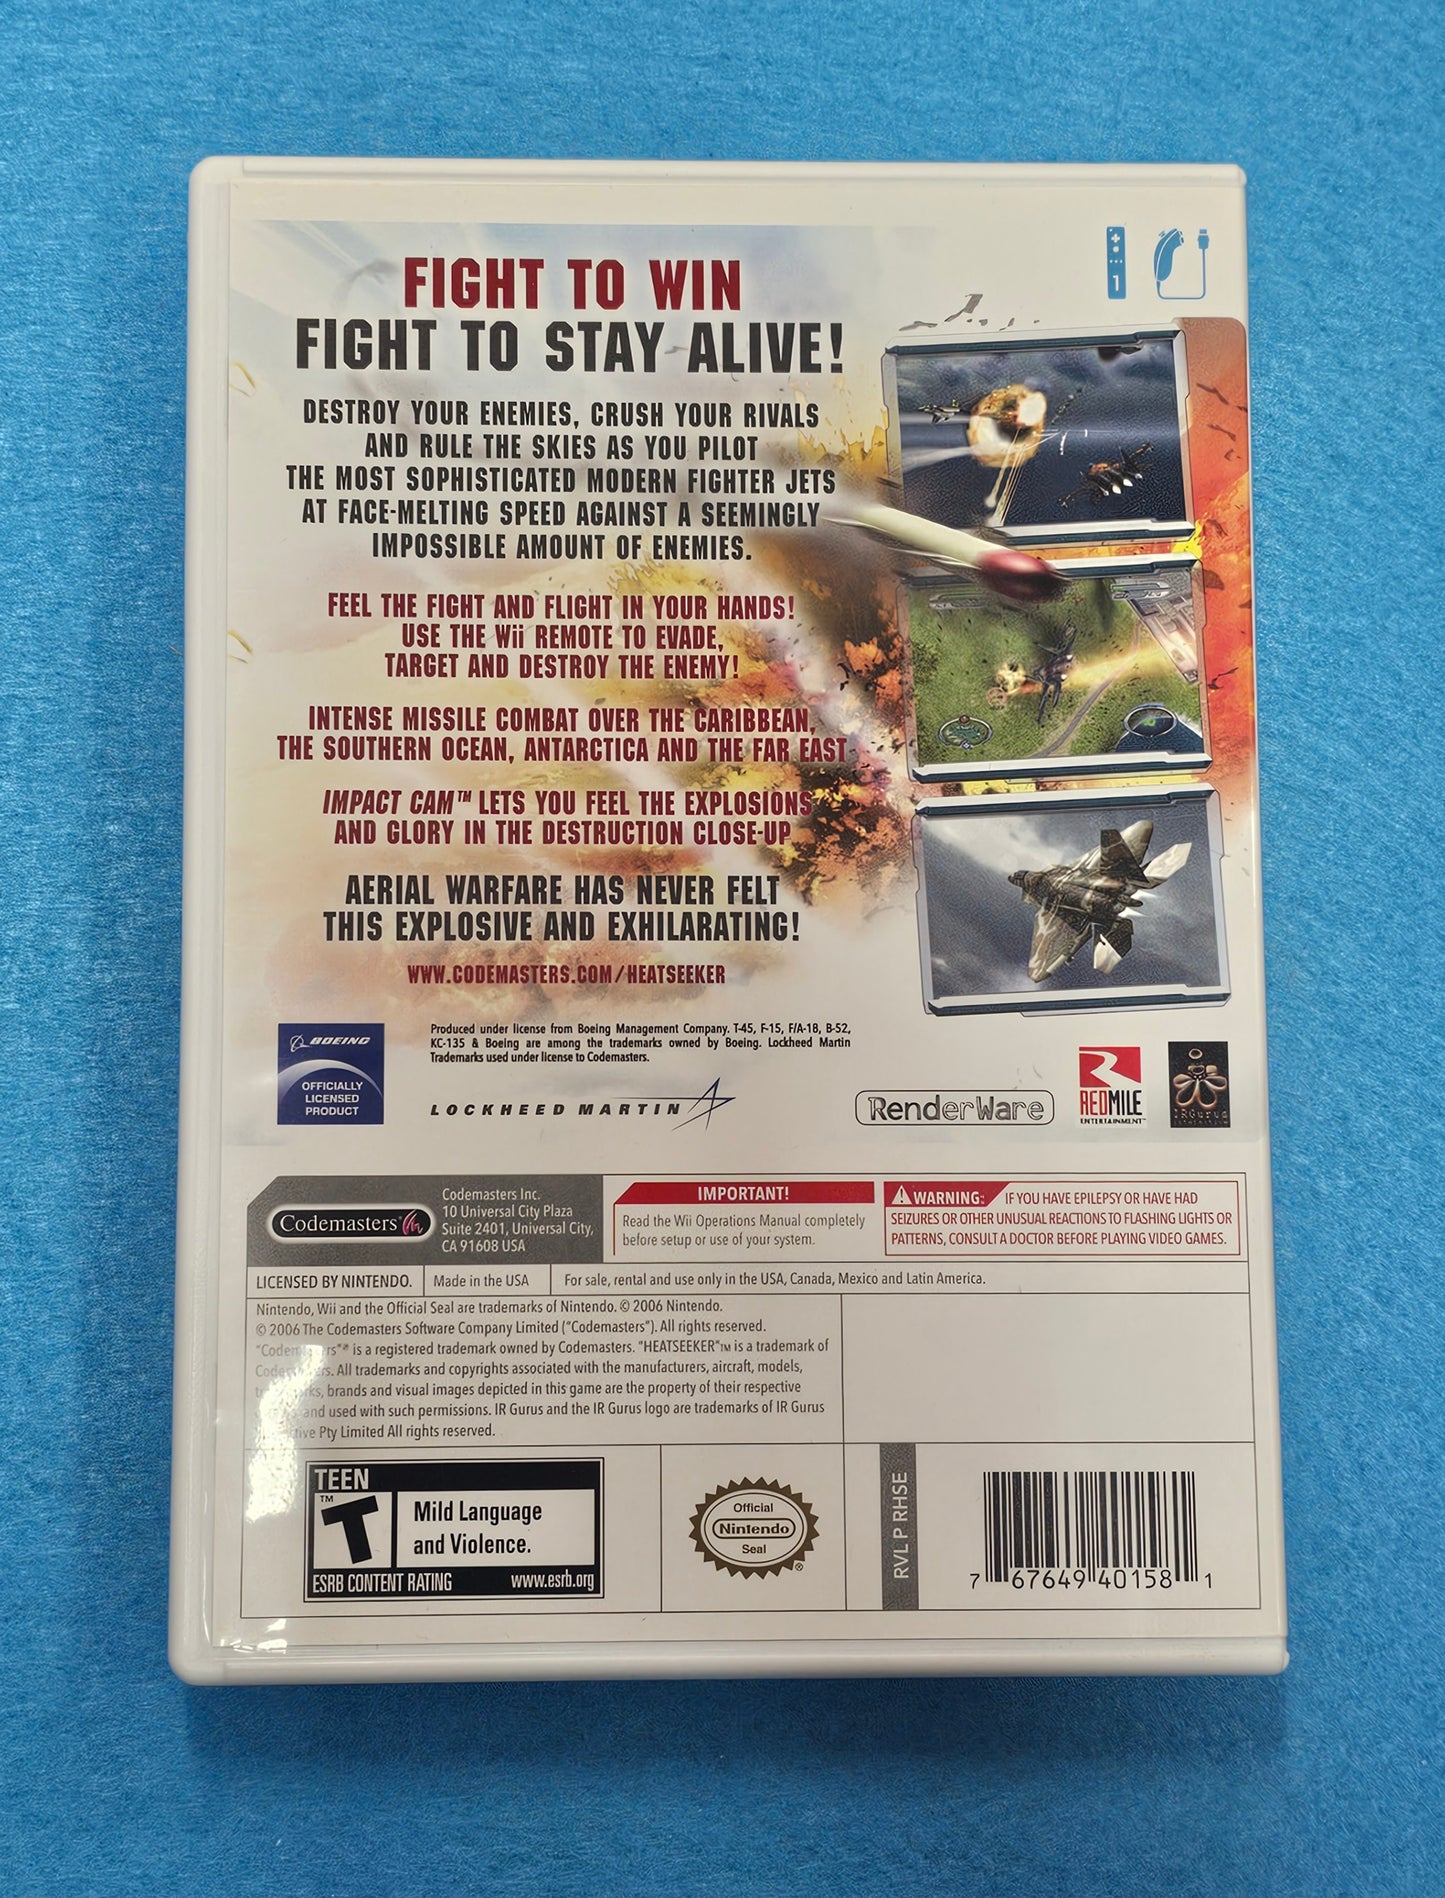 1
FIGHT TO WIN
FIGHT TO STAY ALIVE!
DESTROY YOUR ENEMIES, CRUSH YOUR RIVALS
AND RULE THE SKIES AS YOU PILOT
THE MOST SOPHISTICATED MODERN FIGHTER JETS
AT FACE-MELTING SPEED AGAINST A SEEMINGLY
IMPOSSIBLE AMOUNT OF ENEMIES.
FEEL THE FIGHT AND FLIGHT IN YOUR HANDS!
USE THE Wii REMOTE TO EVADE,
TARGET AND DESTROY THE ENEMY!
INTENSE MISSILE COMBAT OVER THE CARIBBEAN,
THE SOUTHERN OCEAN, ANTARCTICA AND THE FAR EAST
IMPACT CAM™ LETS YOU FEEL THE EXPLOSIONS
AND GLORY IN THE DESTRUCTION CLOSE-UP
AERIAL WARFARE HAS NEVER FELT
THIS EXPLOSIVE AND EXHILARATING!
WWW.CODEMASTERS.COM/HEATSEEKER
BOEING
OFFICIALLY
LICENSED
PRODUCT
Produced under license from Boeing Management Company. T-45, F-15, F/A-18, B-52,
KC-135 & Boeing are among the trademarks owned by Boeing. Lockheed Martin
Trademarks used under license to Codemasters.
LOCKHEED MARTIN
RenderWare
REDMILE
ENTERTAINMENT™
IRGurus
Codemasters
Codemasters Inc.
10 Universal City Plaza
Suite 2401, Universal City,
CA 91608 USA
IMPORTANT!
Read the Wii Operations Manual completely
before setup or use of your system.
WARNING: IF YOU HAVE EPILEPSY OR HAVE HAD
SEIZURES OR OTHER UNUSUAL REACTIONS TO FLASHING LIGHTS OR
PATTERNS, CONSULT A DOCTOR BEFORE PLAYING VIDEO GAMES.
LICENSED BY NINTENDO.
Made in the USA
For sale, rental and use only in the USA, Canada, Mexico and Latin America.
Nintendo, Wii and the Official Seal are trademarks of Nintendo. © 2006 Nintendo.
© 2006 The Codemasters Software Company Limited ("Codemasters"). All rights reserved.
is a registered trademark owned by Codemasters. "HEATSEEKER"™ is a trademark of
All trademarks and copyrights associated with the manufacturers, aircraft, models,
brands and visual images depicted in this game are the property of their respective
and used with such permissions. IR Gurus and the IR Gurus logo are trademarks of IR Gurus
Pty Limited All rights reserved.
TEEN
T™
Mild Language
and Violence.
ESRB CONTENT RATING
www.esrb.org
Official
Nintendo
Seal
®
RVL P RHSE
7 67649 40158 1